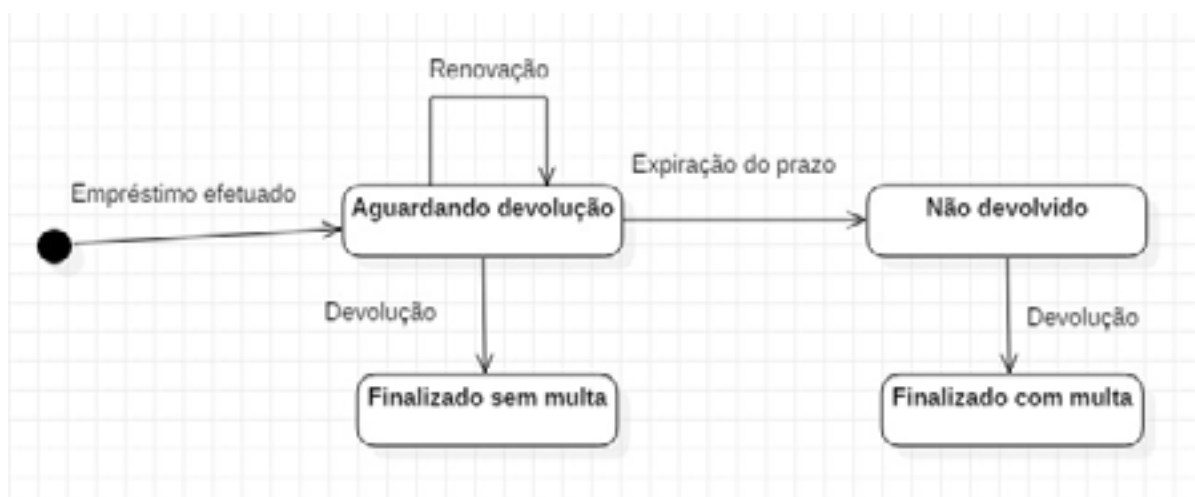 Renovação
Expiração do prazo
Empréstimo efetuado
Aguardando devolução
Não devolvido
Devolução
Devolução
Finalizado sem multa
Finalizado com multa